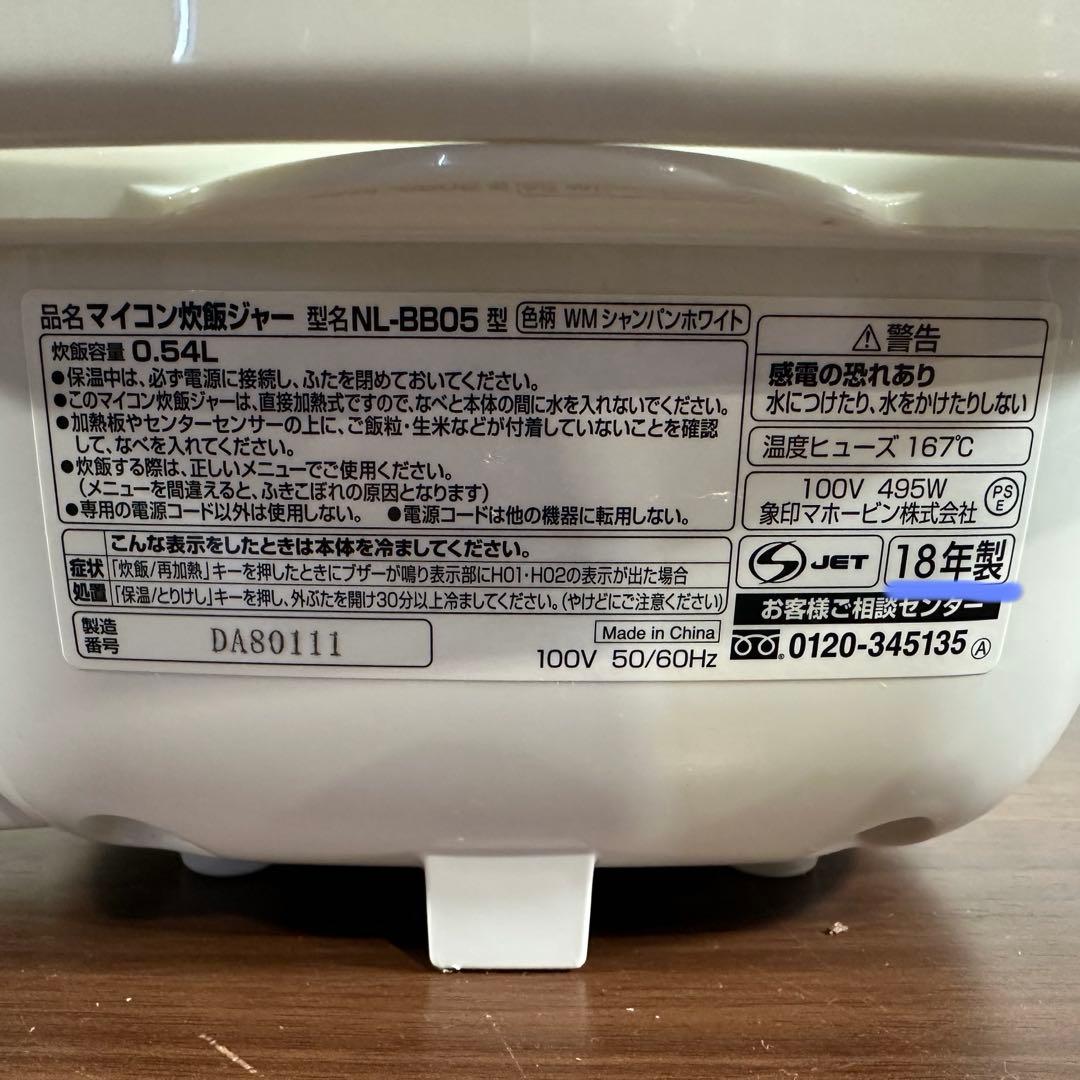 品名 マイコン炊飯ジャー 型名 NL-BB05 型 色柄 WMシャンパンホワイト
炊飯容量 0.54L
●保温中は、必ず電源に接続し、ふたを閉めておいてください。
●このマイコン炊飯ジャーは、直接加熱式ですので、なべと本体の間に水を入れないでください。
●加熱板やセンターセンサーの上に、ご飯粒・生米などが付着していないことを確認
して、なべを入れてください。
●炊飯する際は、正しいメニューでご使用ください。
(メニューを間違えると、ふきこぼれの原因となります)
●専用の電源コード以外は使用しない。 ●電源コードは他の機器に転用しない。
こんな表示をしたときは本体を冷ましてください。
症状 「炊飯/再加熱」キーを押したときにブザーが鳴り表示部にH01・H02の表示が出た場合
処置 「保温/とりけし」キーを押し、外ぶたを開け30分以上冷ましてください。(やけどにご注意ください)
製造
番号 DA80111
Made in China
100V 50/60Hz
⚠警告
感電の恐れあり
水につけたり、水をかけたりしない
温度ヒューズ 167℃
100V 495W
象印マホービン株式会社
PS
E
S JET 18年製
お客様ご相談センター
0120-345135 Ⓐ